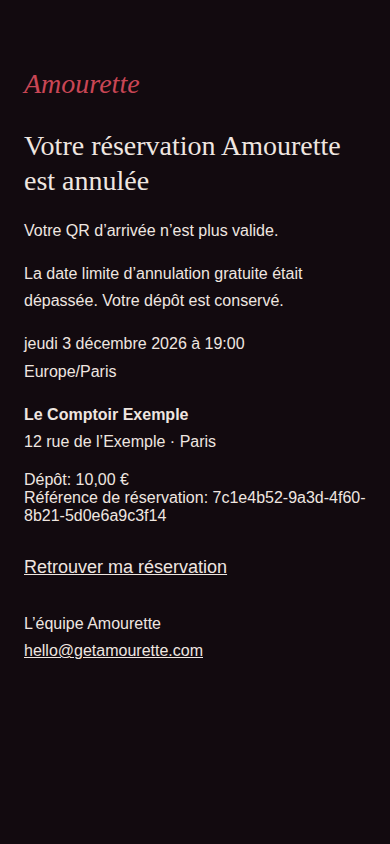 Amourette
Votre réservation Amourette
est annulée
Votre QR d’arrivée n’est plus valide.
La date limite d’annulation gratuite était
dépassée. Votre dépôt est conservé.
jeudi 3 décembre 2026 à 19:00
Europe/Paris
Le Comptoir Exemple
12 rue de l’Exemple · Paris
Dépôt: 10,00 €
Référence de réservation: 7c1e4b52-9a3d-4f60-
8b21-5d0e6a9c3f14
Retrouver ma réservation
L’équipe Amourette
hello@getamourette.com